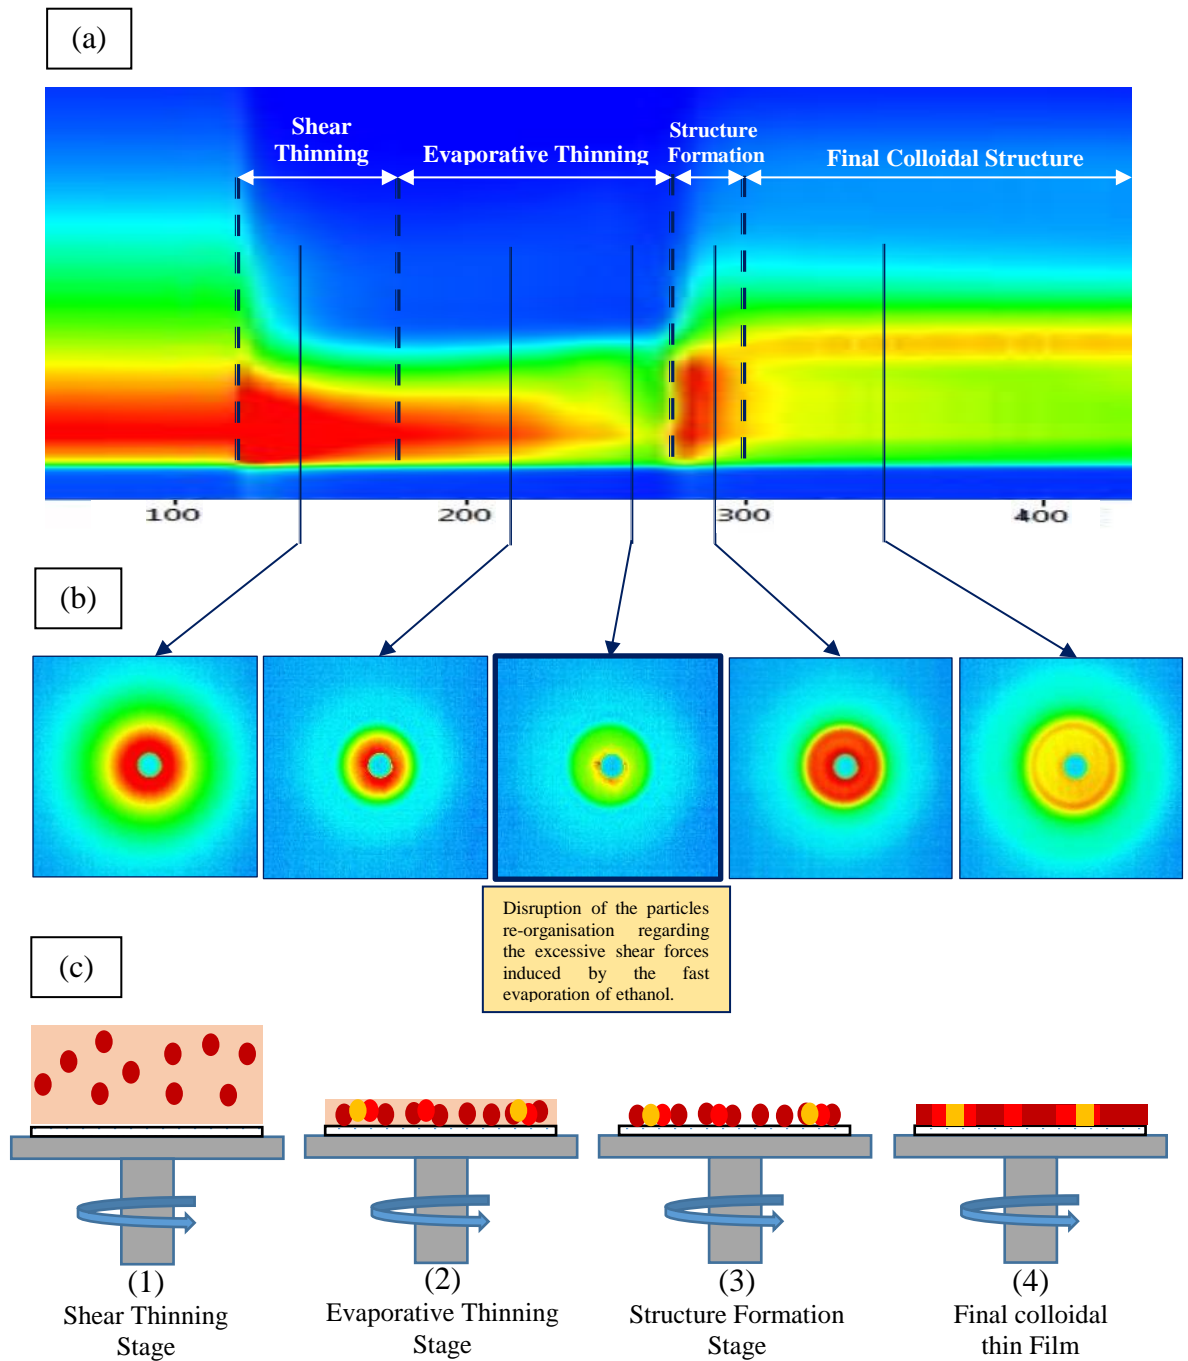 (a)
Shear
Thinning
Evaporative Thinning
Structure
Formation
Final Colloidal Structure
100
200
300
400
(b)
Disruption of the particles
re-organisation regarding
the excessive shear forces
induced by the fast
evaporation of ethanol.
(c)
(1)
Shear Thinning
Stage
(2)
Evaporative Thinning
Stage
(3)
Structure Formation
Stage
(4)
Final colloidal
thin Film